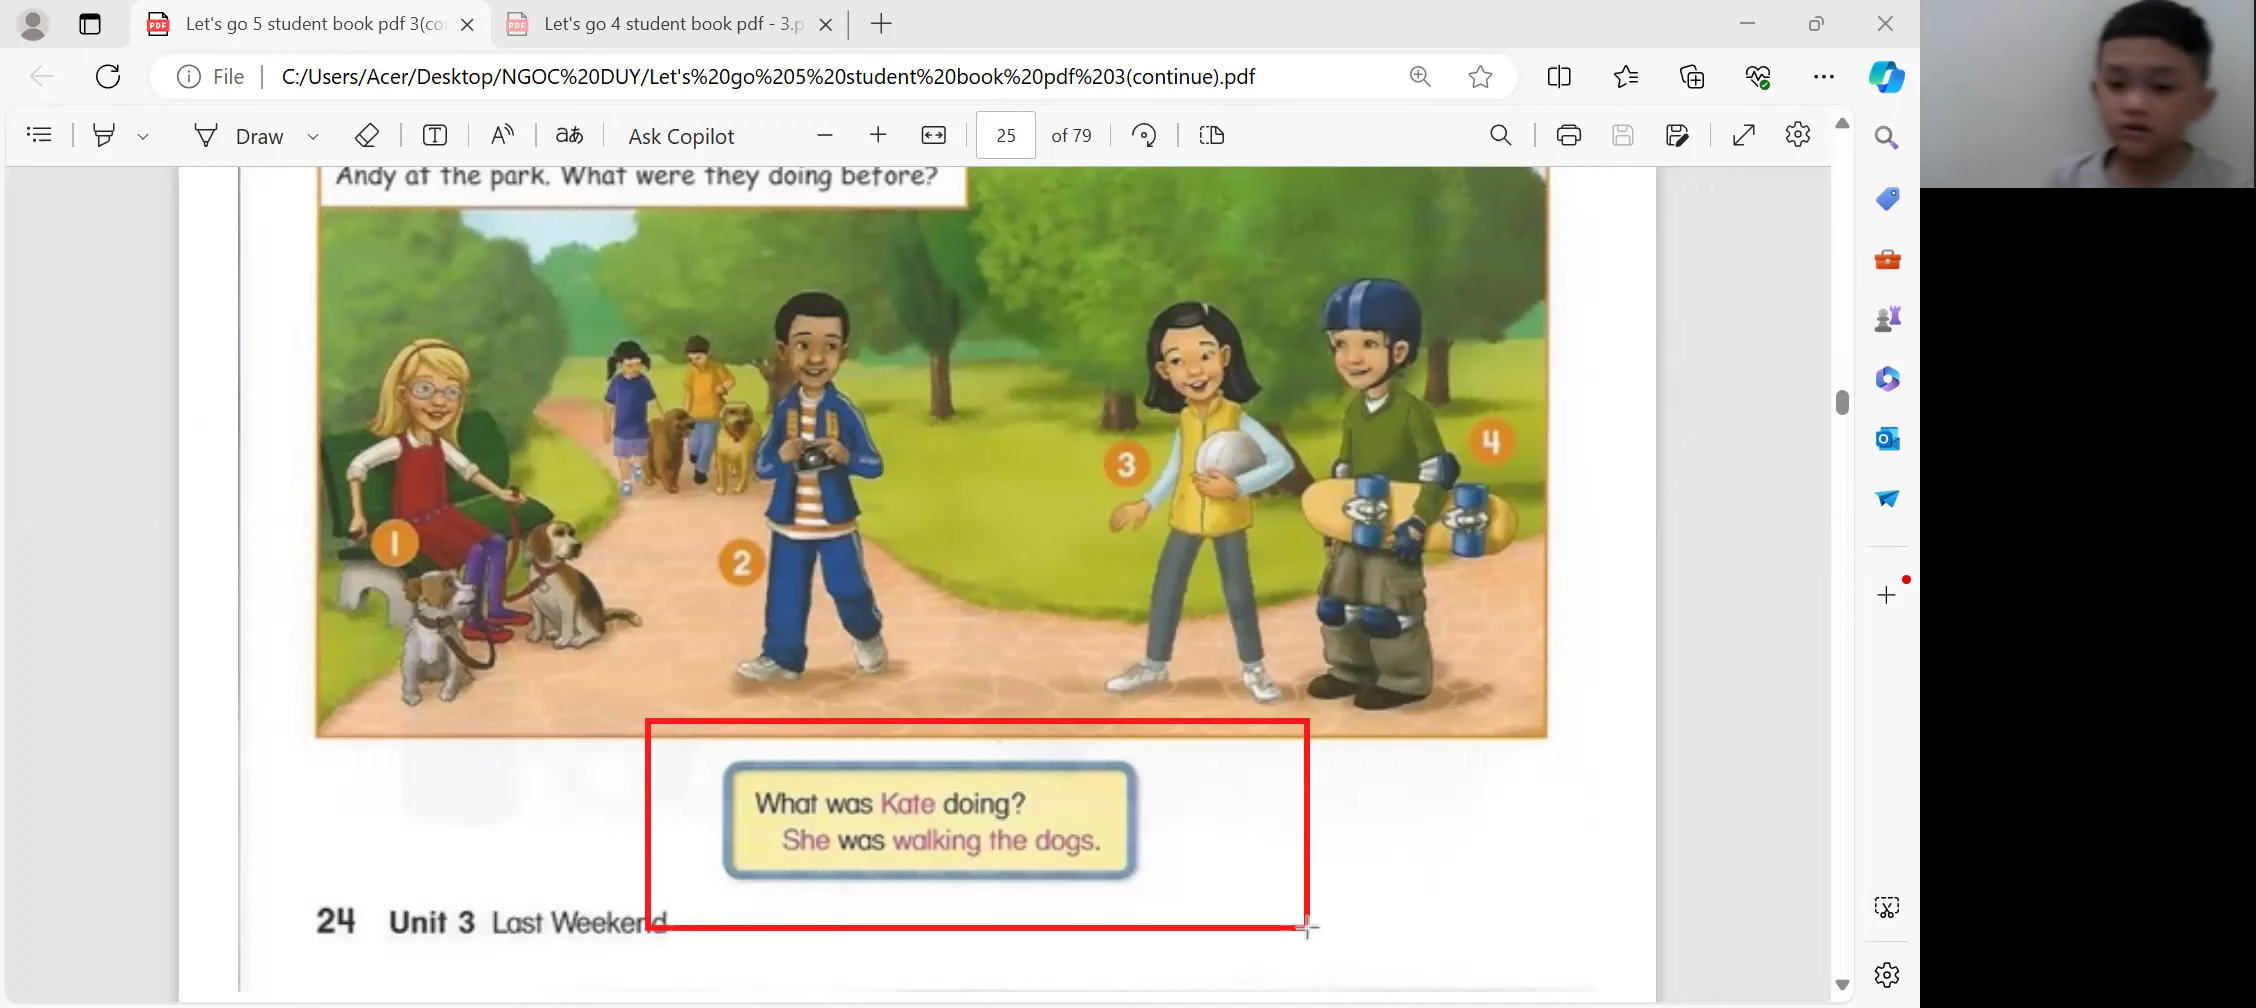 Let's go 5 student book pdf 3(co
Let's go 4 student book pdf - 3.p
File
C:/Users/Acer/Desktop/NGOC%20DUY/Let's%20go%205%20student%20book%20pdf%203(continue).pdf
Draw
Ask Copilot
25
of 79
Andy at the park. What were they doing before?
1
2
3
4
What was Kate doing?
She was walking the dogs.
24 Unit 3 Last Weekend